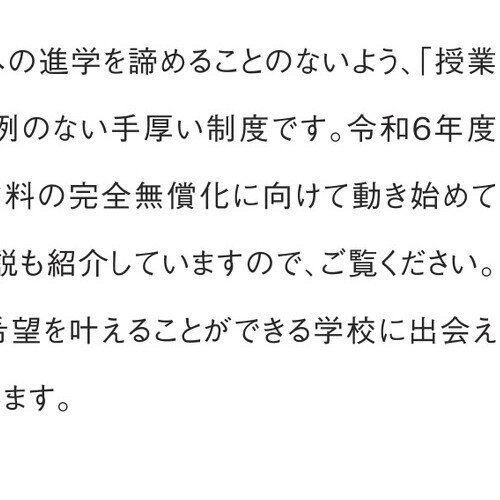 の進学を諦めることのないよう、「授業
例のない手厚い制度です。令和6年度
料の完全無償化に向けて動き始めて
説も紹介していますので、ご覧ください。
希望を叶えることができる学校に出会え
ます。